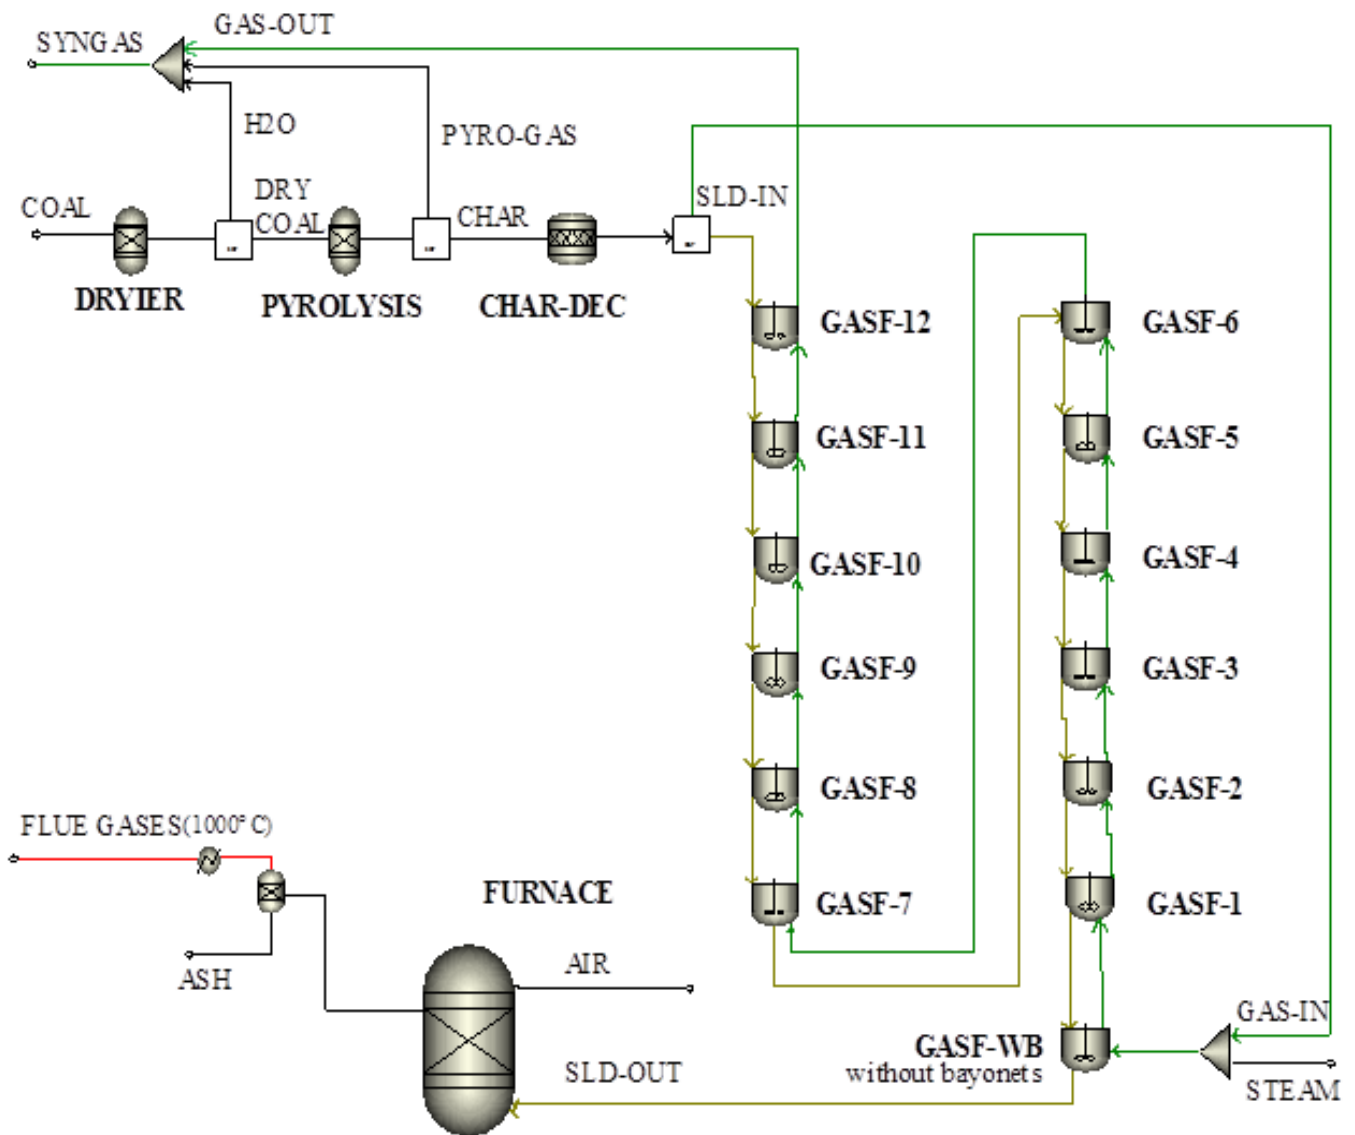 GAS-OUT
SYNGAS
H2O
PYRO-GAS
DRY
COAL
COAL
CHAR
SLD-IN
DRYIER
PYROLYSIS
CHAR-DEC
GASF-12
GASF-6
GASF-11
GASF-5
GASF-10
GASF-4
GASF-9
GASF-3
GASF-8
GASF-2
FLUE GASES(1000°C)
FURNACE
GASF-7
GASF-1
ASH
AIR
GAS-IN
GASF-WB
without bayonets
SLD-OUT
STEAM